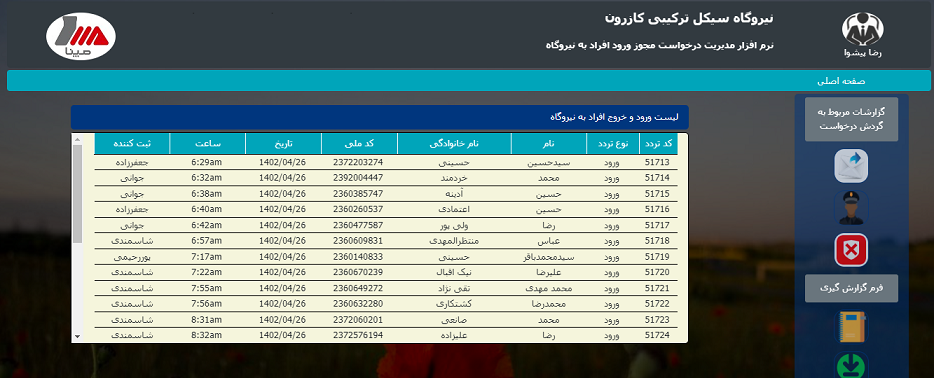 نیروگاه سیکل ترکیبی کازرون
نرم افزار مدیریت درخواست مجوز ورود افراد به نیروگاه
رضا پیشوا
مپنا
صفحه اصلی
گزارشات مربوط به
گردش درخواست
فرم گزارش گیری
لیست ورود و خروج افراد به نیروگاه
کد تردد نوع تردد نام نام خانوادگی کد ملی تاریخ ساعت ثبت کننده
51713 ورود سیدحسین حسینی 2372203274 1402/04/26 6:29am جعفرزاده
51714 ورود محمد خردمند 2392004447 1402/04/26 6:32am جوانی
51715 ورود حسین آدینه 2360385747 1402/04/26 6:38am جوانی
51716 ورود حسین اعتمادی 2360260537 1402/04/26 6:40am جعفرزاده
51717 ورود رضا ولی پور 2360477587 1402/04/26 6:42am جوانی
51718 ورود عباس منتظرالمهدی 2360609831 1402/04/26 6:57am شاسمندی
51719 ورود سیدمحمدباقر حسینی 2360140833 1402/04/26 7:17am پوررحیمی
51720 ورود علیرضا نیک اقبال 2360670239 1402/04/26 7:22am شاسمندی
51721 ورود محمد مهدی تقی نژاد 2360649272 1402/04/26 7:55am شاسمندی
51722 ورود محمدرضا کشتکاری 2360632280 1402/04/26 7:56am شاسمندی
51723 ورود محمد صانعی 2372060201 1402/04/26 8:31am شاسمندی
51724 ورود رضا علیزاده 2372576194 1402/04/26 8:32am شاسمندی